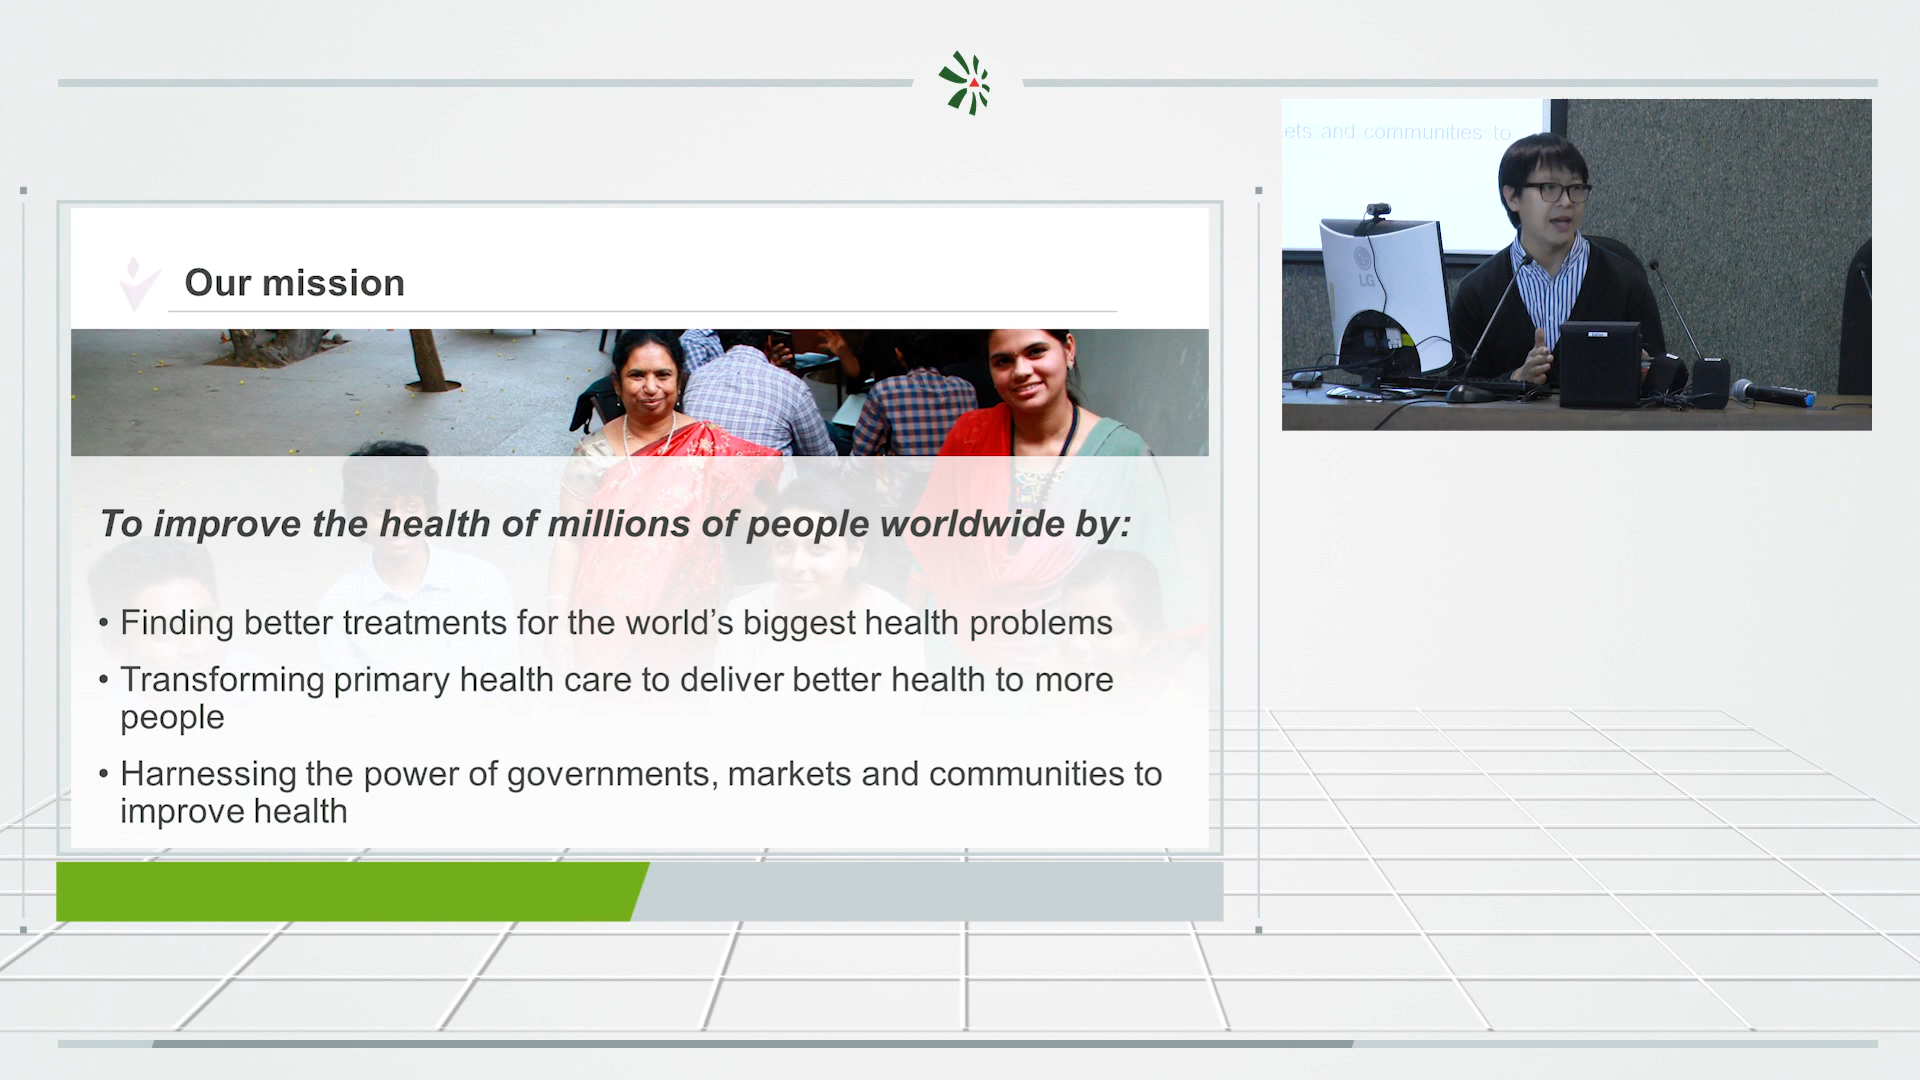 Our mission
To improve the health of millions of people worldwide by:
• Finding better treatments for the world’s biggest health problems
• Transforming primary health care to deliver better health to more
people
• Harnessing the power of governments, markets and communities to
improve health
ets and communities to
LG